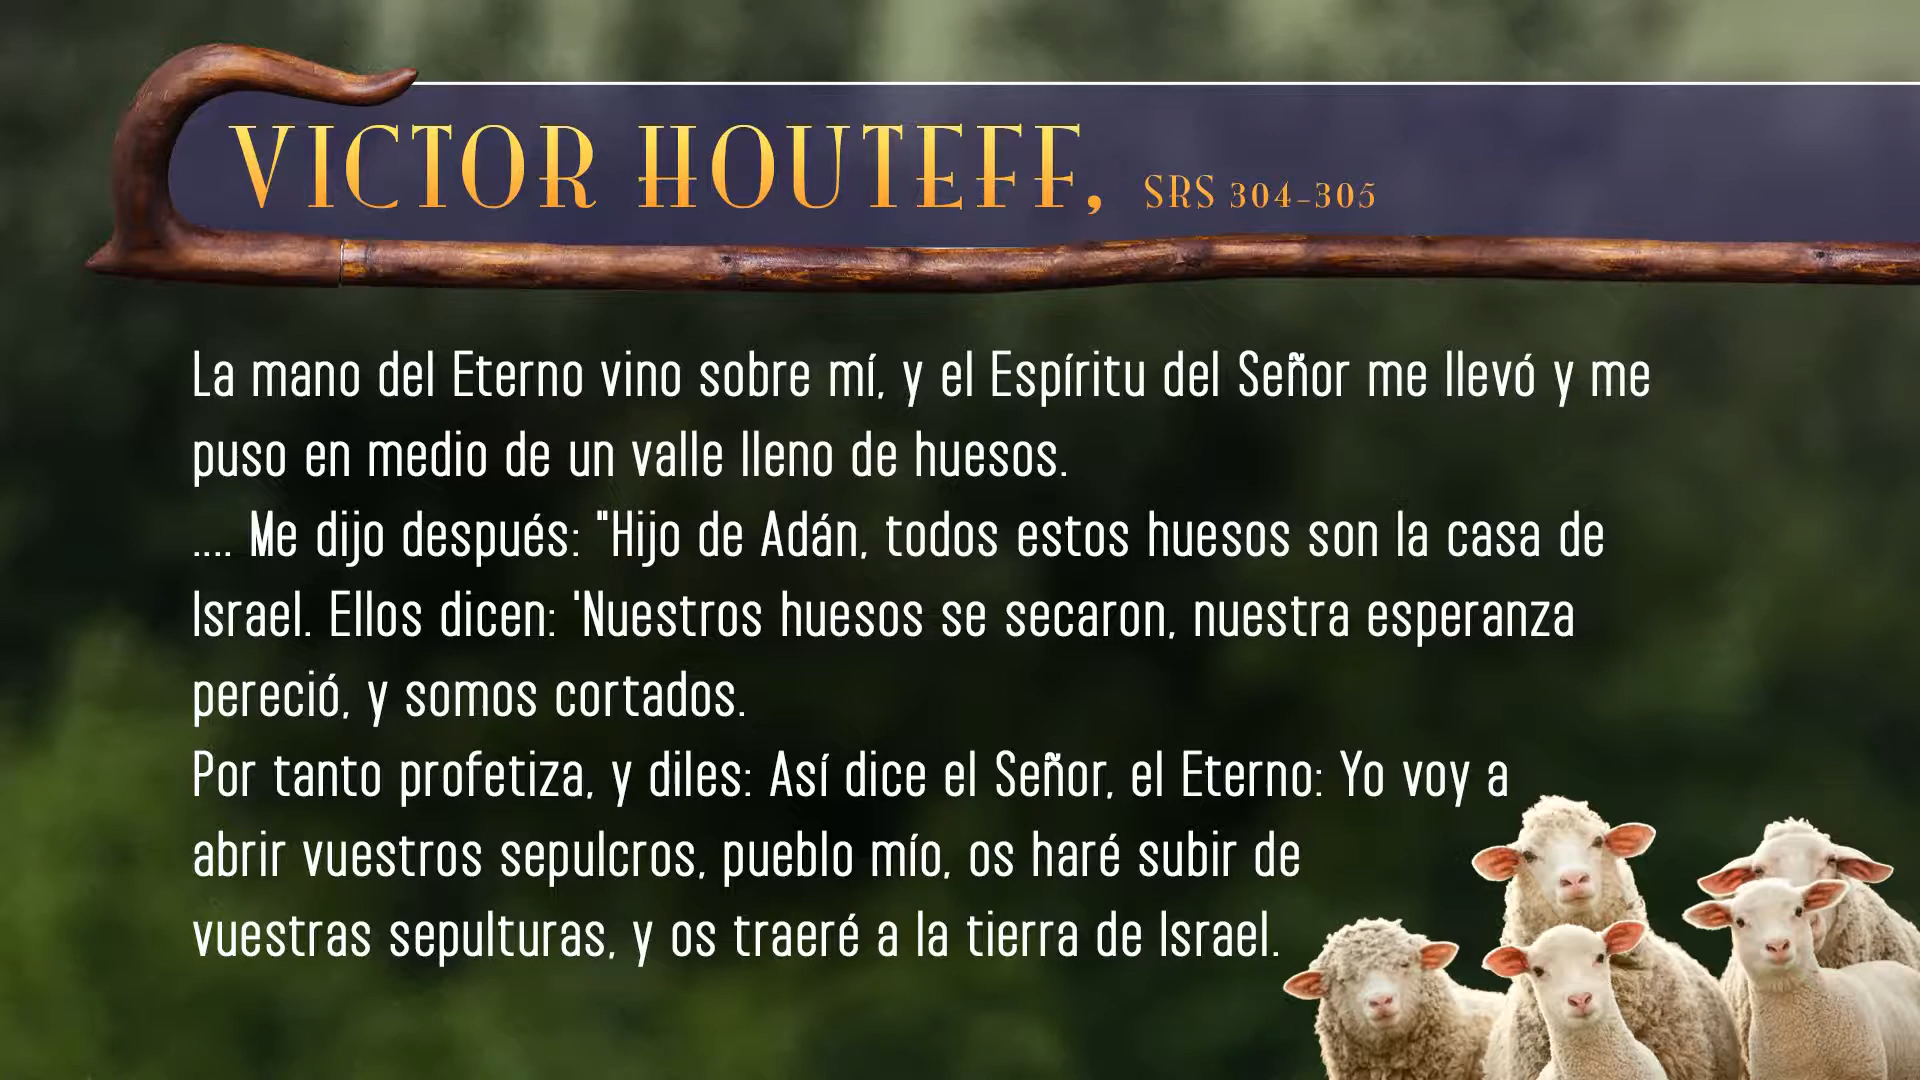 VICTOR HOUTEFF, SRS 304-305
La mano del Eterno vino sobre mí, y el Espíritu del Señor me llevó y me
puso en medio de un valle lleno de huesos.
.... Me dijo después: "Hijo de Adán, todos estos huesos son la casa de
Israel. Ellos dicen: 'Nuestros huesos se secaron, nuestra esperanza
pereció, y somos cortados.
Por tanto profetiza, y diles: Así dice el Señor, el Eterno: Yo voy a
abrir vuestros sepulcros, pueblo mío, os haré subir de
vuestras sepulturas, y os traeré a la tierra de Israel.